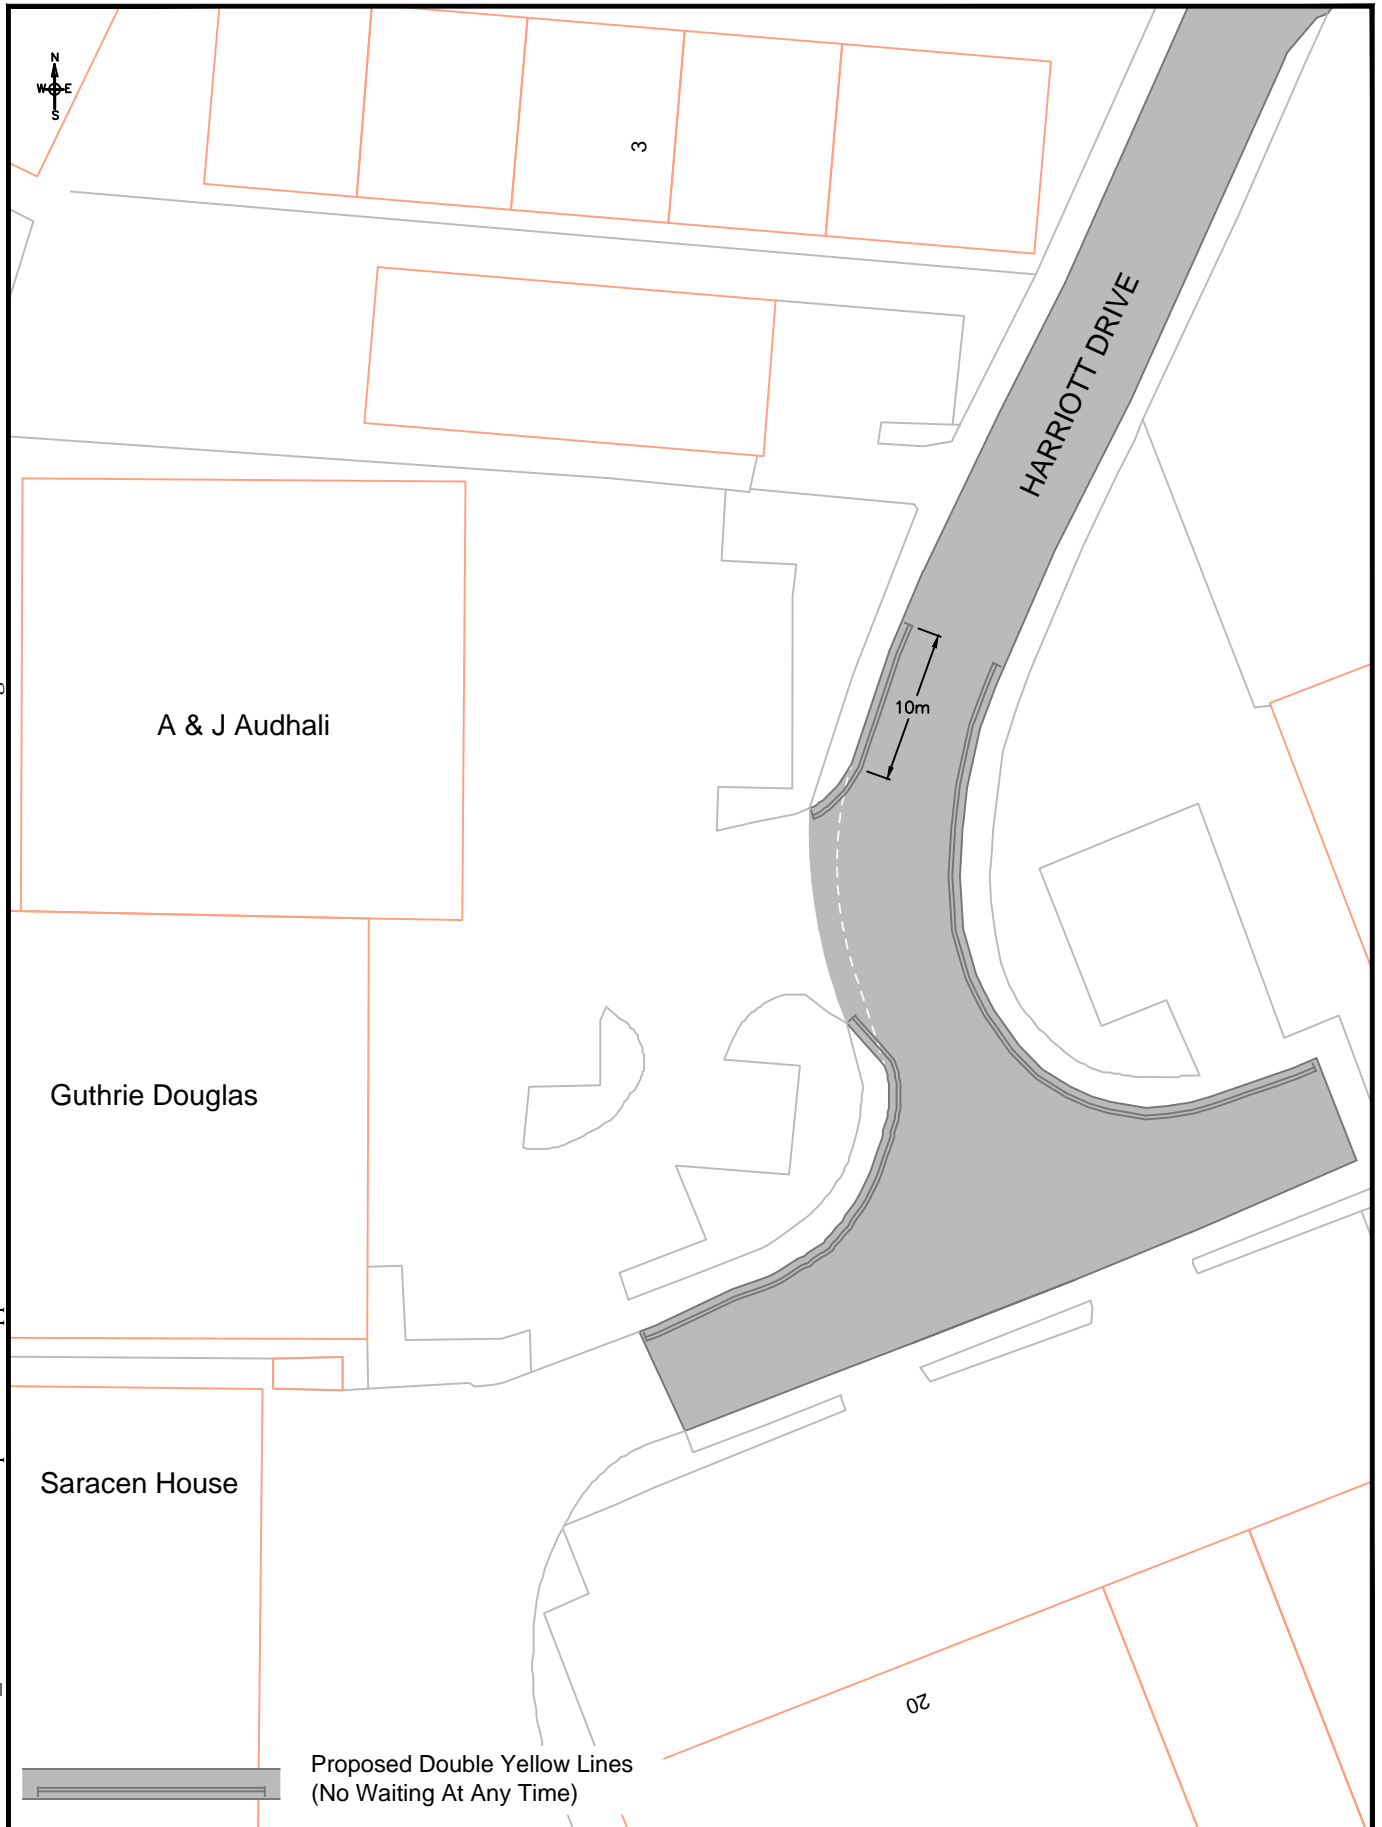 N
W E
S
3
HARRIOTT DRIVE
10m
A & J Audhali
Guthrie Douglas
Saracen House
20
Proposed Double Yellow Lines
(No Waiting At Any Time)